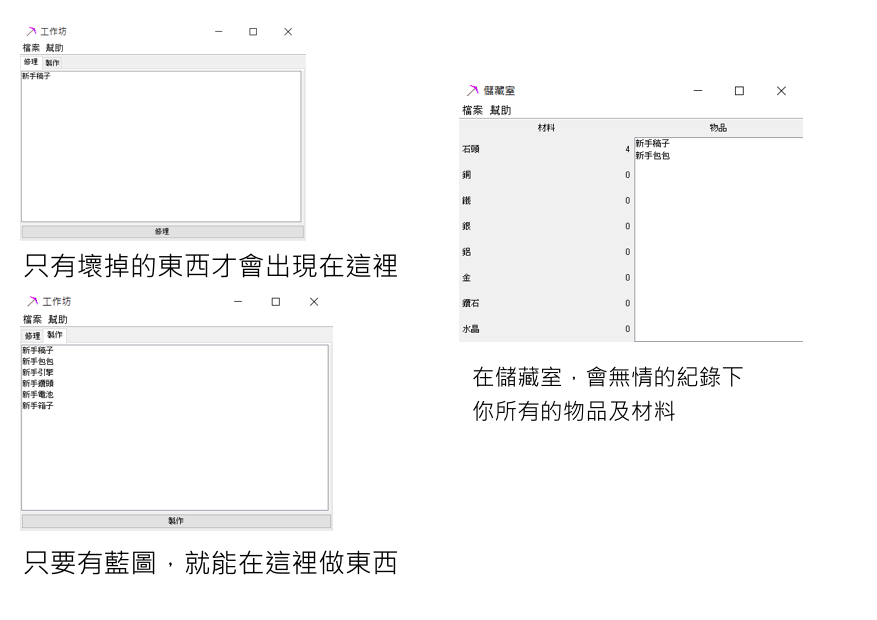 工作坊
檔案 幫助
修理 製作
新手稿子
修理
只有壞掉的東西才會出現在這裡
工作坊
檔案 幫助
修理 製作
新手稿子
新手包包
新手引擎
新手鑽頭
新手電池
新手箱子
製作
只要有藍圖，就能在這裡做東西
儲藏室
檔案 幫助
材料 物品
石頭 4
銅 0
鐵 0
銀 0
鋁 0
金 0
鑽石 0
水晶 0
新手稿子
新手包包
在儲藏室，會無情的紀錄下
你所有的物品及材料